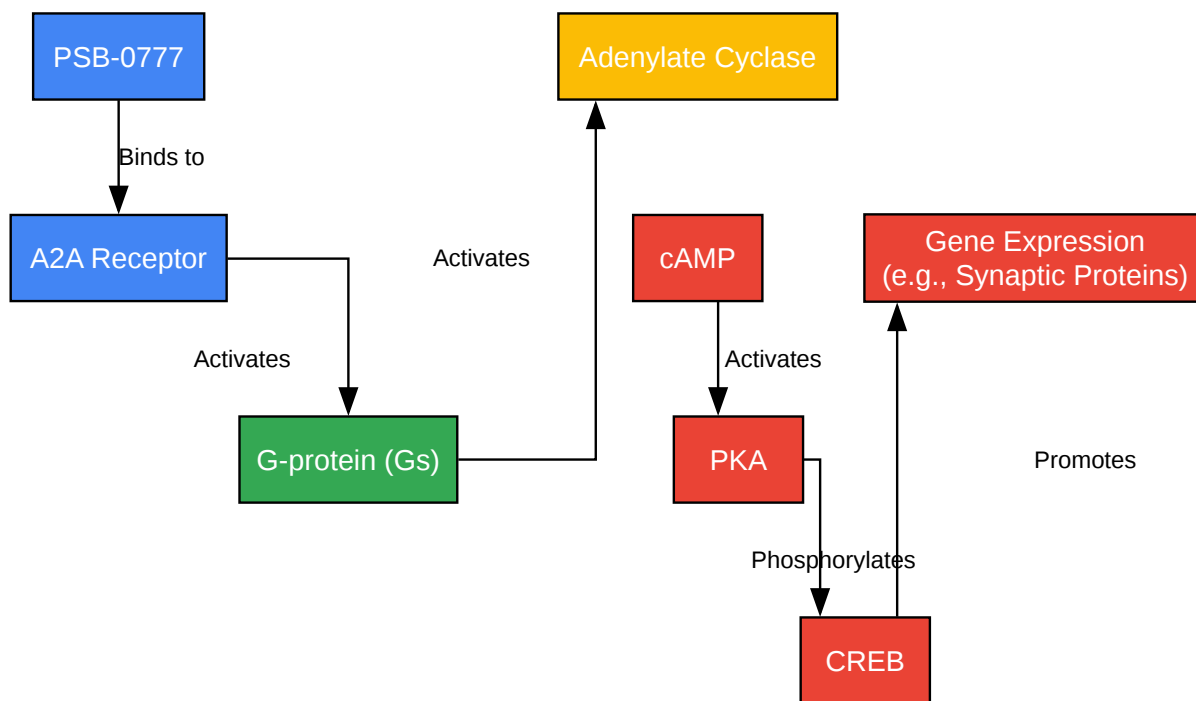 PSB-0777
Adenylate Cyclase
Binds to
A2A Receptor
Activates
cAMP
Gene Expression
(e.g., Synaptic Proteins)
Activates
Activates
G-protein (Gs)
PKA
Promotes
Phosphorylates
CREB